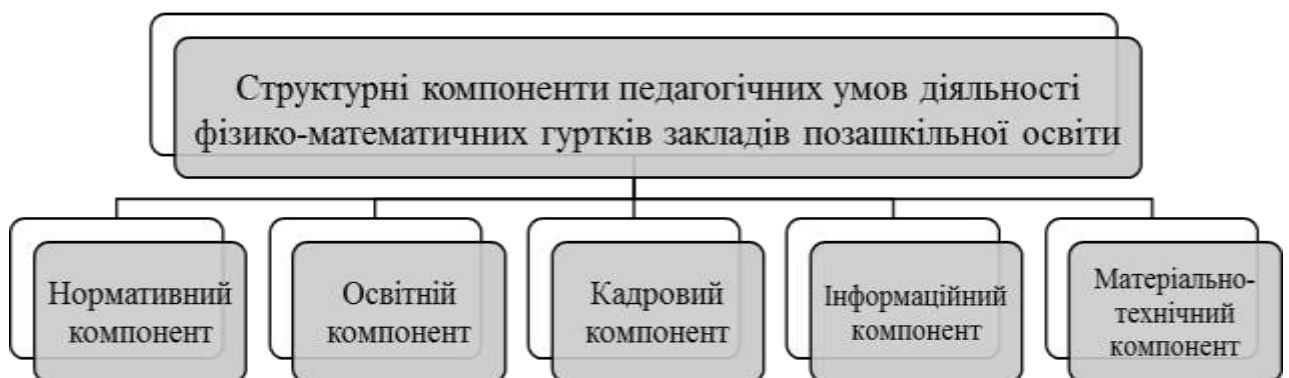 Структурні компоненти педагогічних умов діяльності
фізико-математичних гуртків закладів позашкільної освіти
Нормативний
компонент
Освітній
компонент
Кадровий
компонент
Інформаційний
компонент
Матеріально-
технічний
компонент